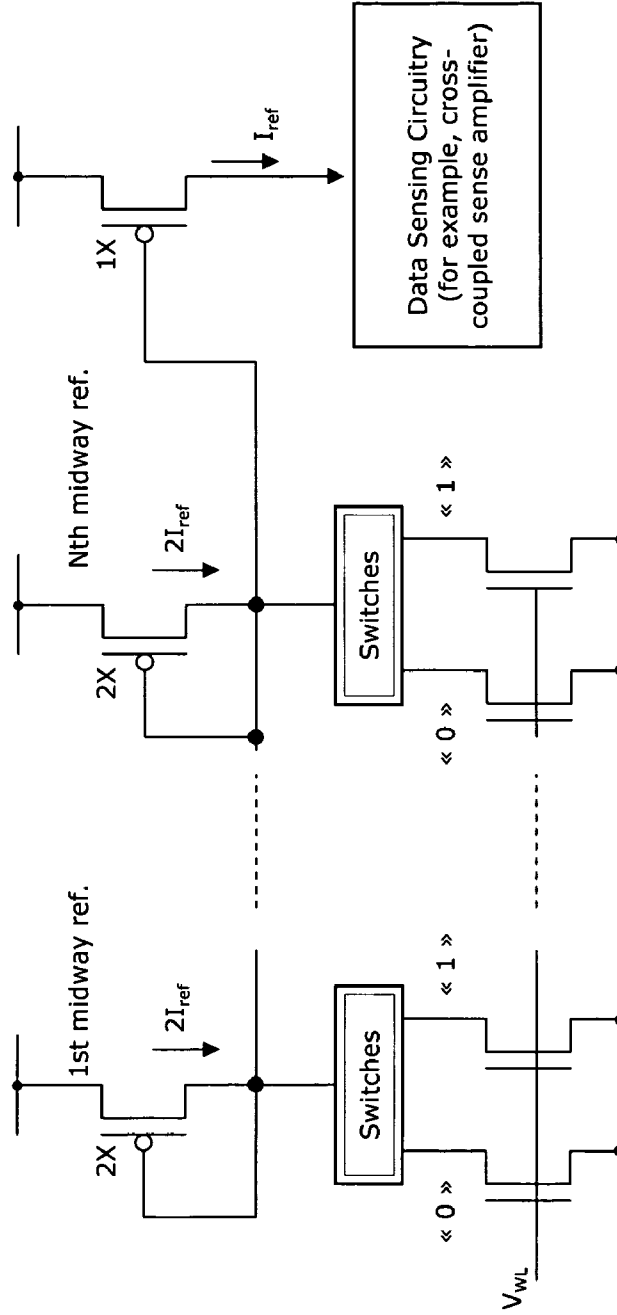 1st midway ref.
Nth midway ref.
2X
2I_ref
2X
2I_ref
1X
I_ref
Data Sensing Circuitry
(for example, cross-
coupled sense amplifier)
Switches
Switches
« 0 »
« 1 »
« 0 »
« 1 »
V_WL